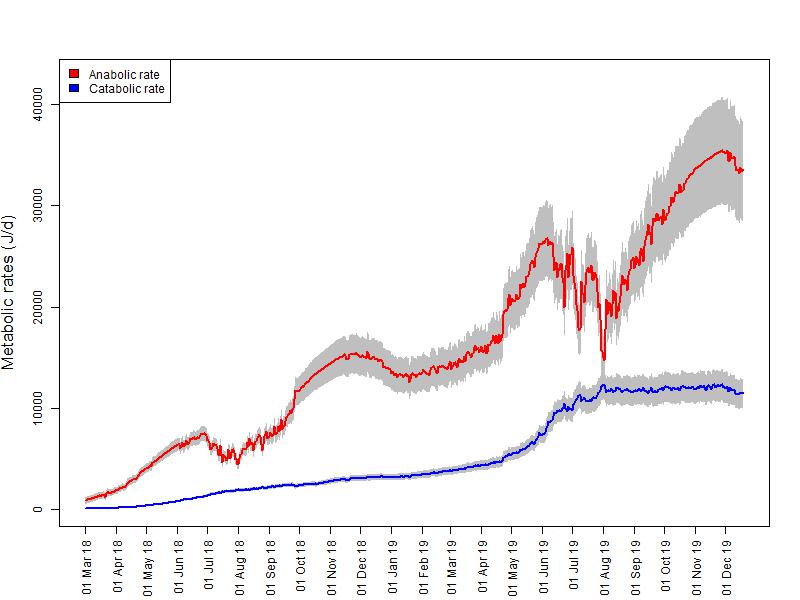 Anabolic rate
Catabolic rate
Metabolic rates (J/d)
40000
30000
20000
10000
0
01 Mar 18
01 Apr 18
01 May 18
01 Jun 18
01 Jul 18
01 Aug 18
01 Sep 18
01 Oct 18
01 Nov 18
01 Dec 18
01 Jan 19
01 Feb 19
01 Mar 19
01 Apr 19
01 May 19
01 Jun 19
01 Jul 19
01 Aug 19
01 Sep 19
01 Oct 19
01 Nov 19
01 Dec 19